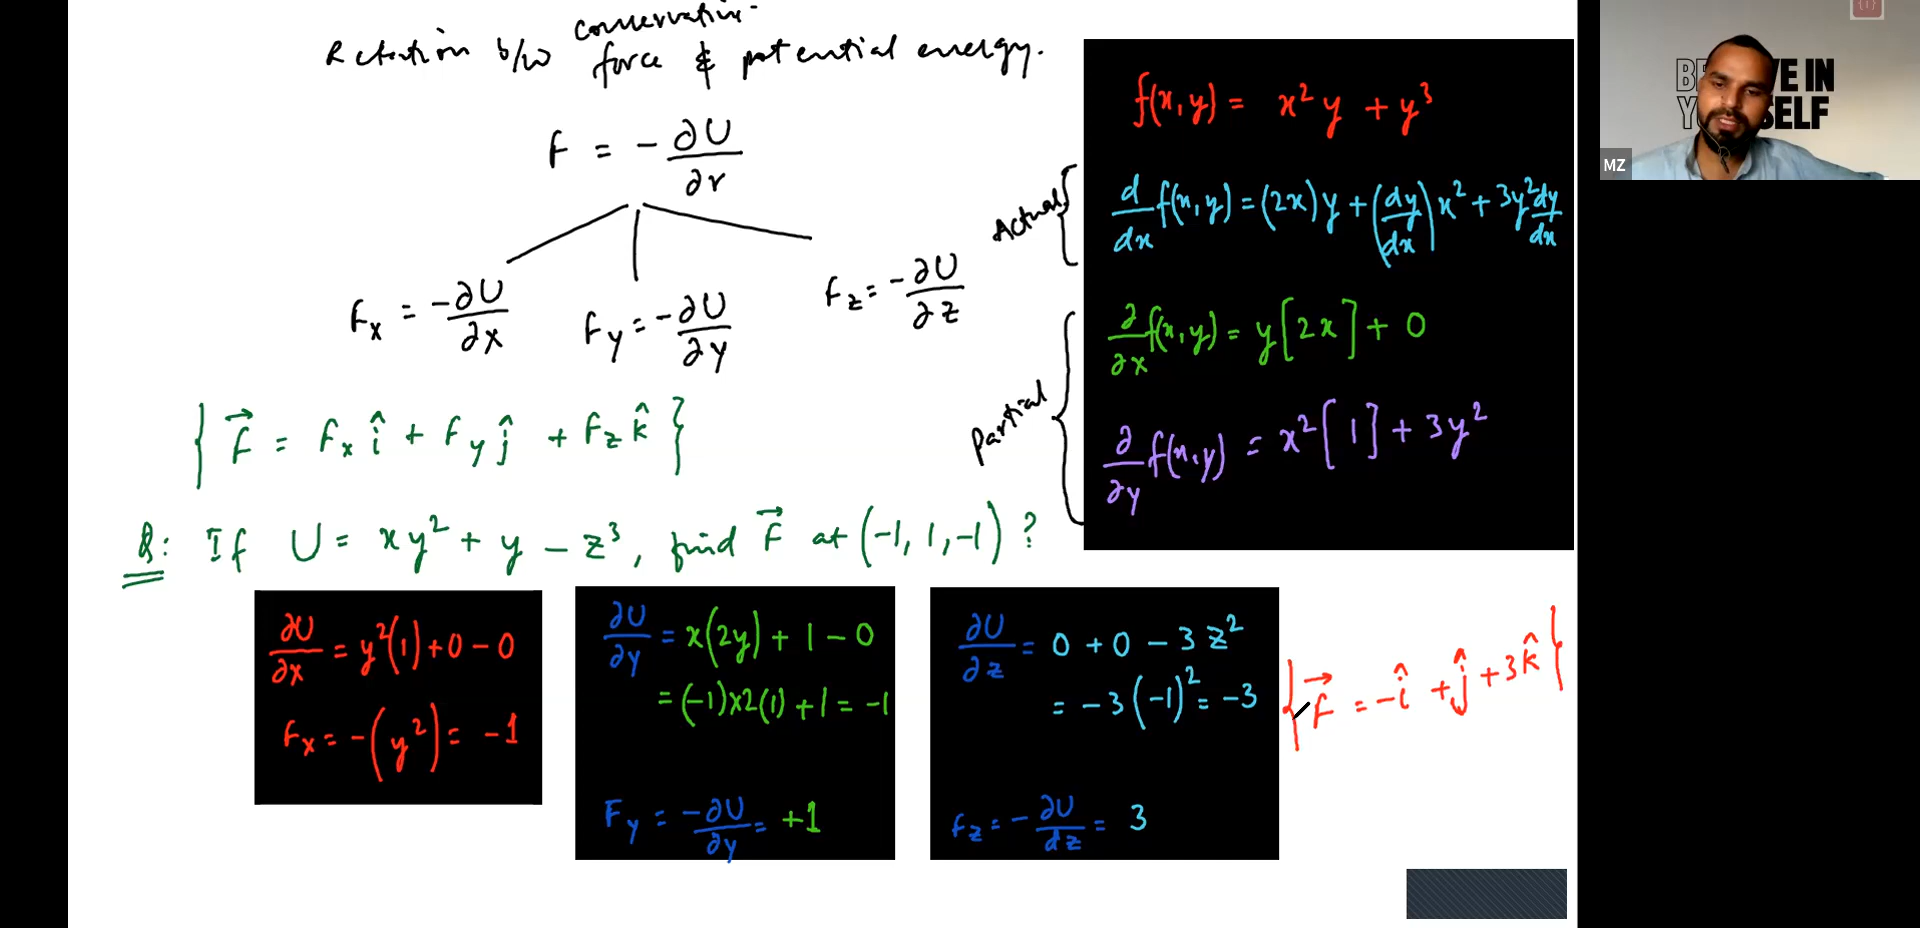 Relation b/w conservative
force & potential energy.
F = - ∂U/∂r
Fx = -∂U/∂x
Fy = -∂U/∂y
Fz = -∂U/∂z
{ F⃗ = Fx î + Fy ĵ + Fz k̂ }
Actual
f(x,y) = x²y + y³
d/dx f(x,y) = (2x)y + (dy/dx)x² + 3y² dy/dx
Partial
∂/∂x f(x,y) = y[2x] + 0
∂/∂y f(x,y) = x²[1] + 3y²
Q: If U = xy² + y - z³, find F⃗ at (-1, 1, -1) ?
∂U/∂x = y²(1) + 0 - 0
Fx = -(y²) = -1
∂U/∂y = x(2y) + 1 - 0
= (-1)x2(1) + 1 = -1
Fy = -∂U/∂y = +1
∂U/∂z = 0 + 0 - 3z²
= -3(-1)² = -3
Fz = -∂U/dz = 3
{ F⃗ = -î + ĵ + 3k̂ }
MZ